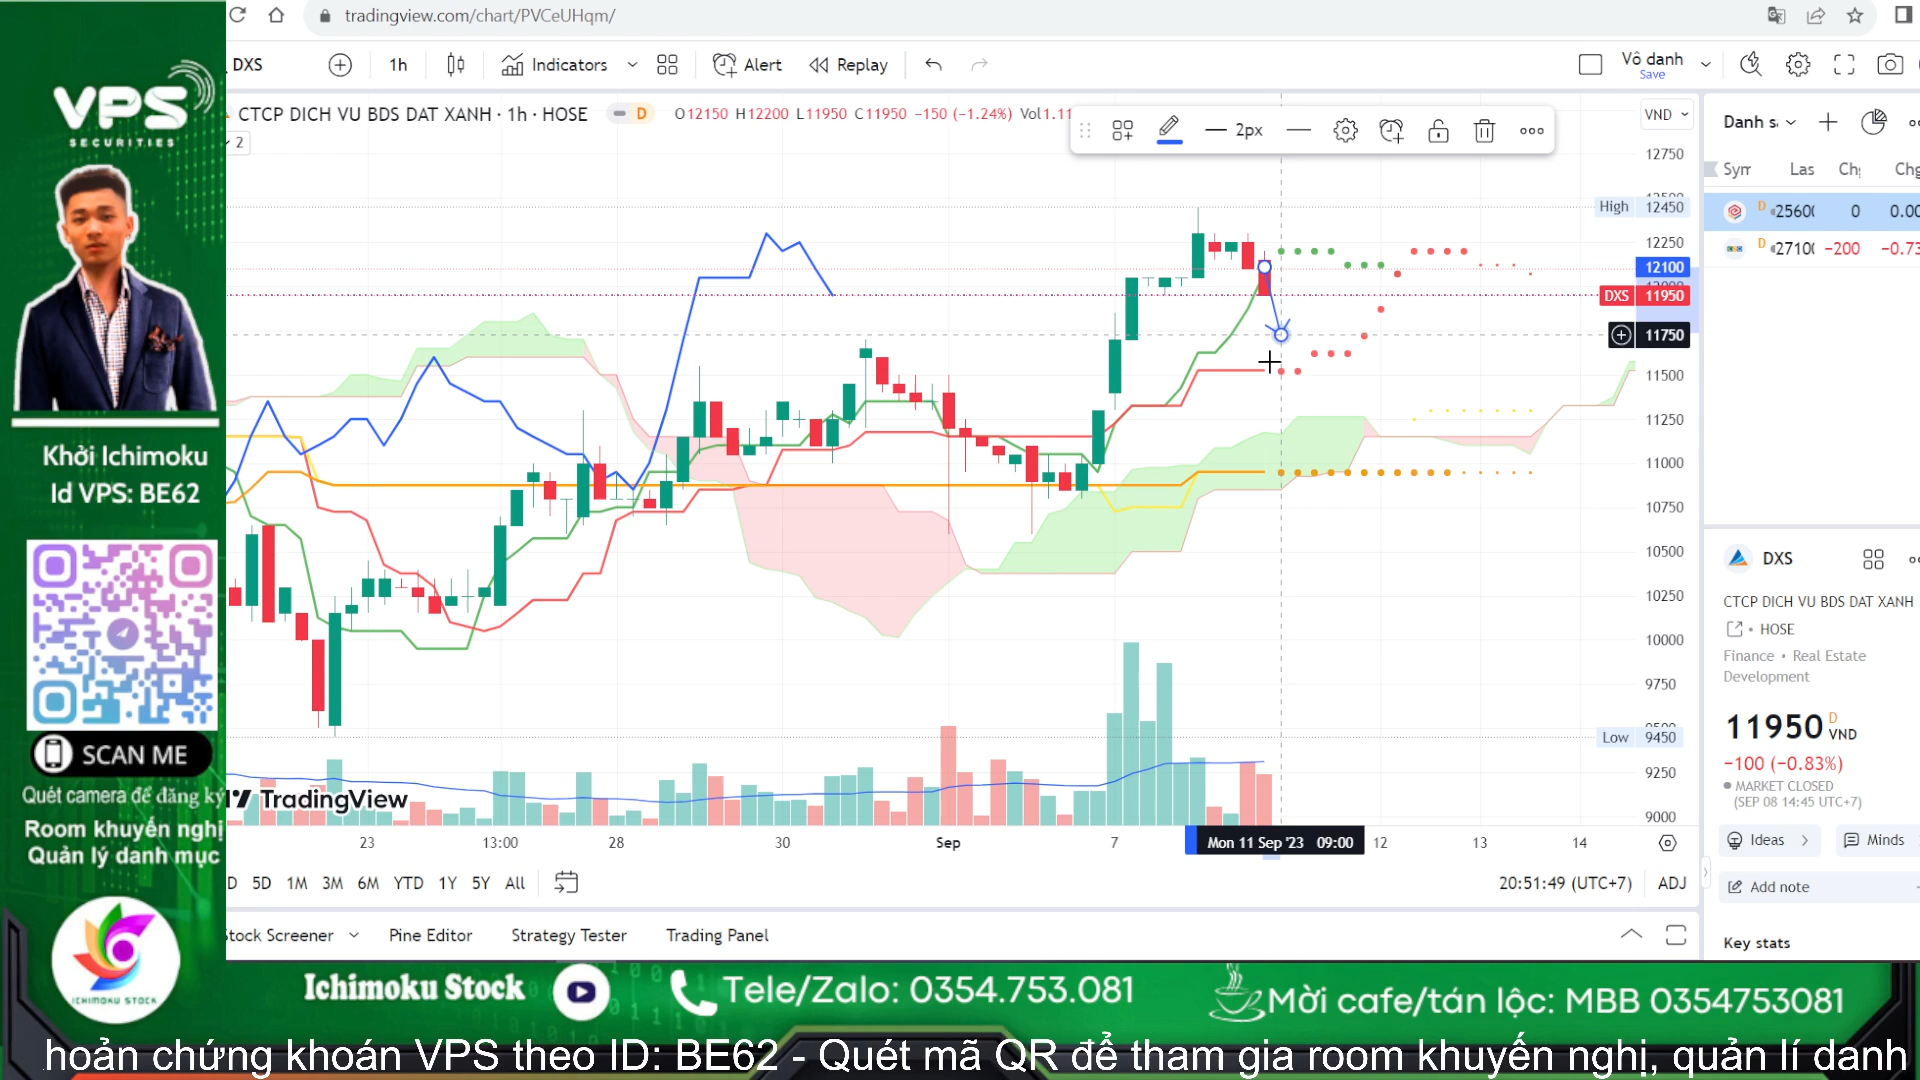 tradingview.com/chart/PVCeUHqm/
DXS
1h
Indicators
Alert
Replay
Vô danh
Save
CTCP DICH VU BDS DAT XANH · 1h · HOSE
D
O12150 H12200 L11950 C11950 −150 (−1.24%) Vol1.11
2
2px
VND
12750
High 12450
12250
12100
DXS 11950
11750
11500
11250
11000
10750
10500
10250
10000
9750
9500
Low 9450
9250
9000
TradingView
23
13:00
28
30
Sep
7
Mon 11 Sep '23 09:00
12
13
14
D
5D
1M
3M
6M
YTD
1Y
5Y
All
20:51:49 (UTC+7)
ADJ
Stock Screener
Pine Editor
Strategy Tester
Trading Panel
Danh s
Sym
Las
Ch
Chg
D 2560 0 0.00
D 2710 −200 −0.73
DXS
CTCP DICH VU BDS DAT XANH
HOSE
Finance • Real Estate
Development
11950 D VND
−100 (−0.83%)
MARKET CLOSED
(SEP 08 14:45 UTC+7)
Ideas
Minds
Add note
Key stats
VPS
SECURITIES
Khởi Ichimoku
Id VPS: BE62
SCAN ME
Quét camera để đăng ký
Room khuyến nghị
Quản lý danh mục
ICHIMOKU STOCK
Ichimoku Stock
Tele/Zalo: 0354.753.081
Mời cafe/tán lộc: MBB 0354753081
hoản chứng khoán VPS theo ID: BE62 - Quét mã QR để tham gia room khuyến nghị, quản lí danh